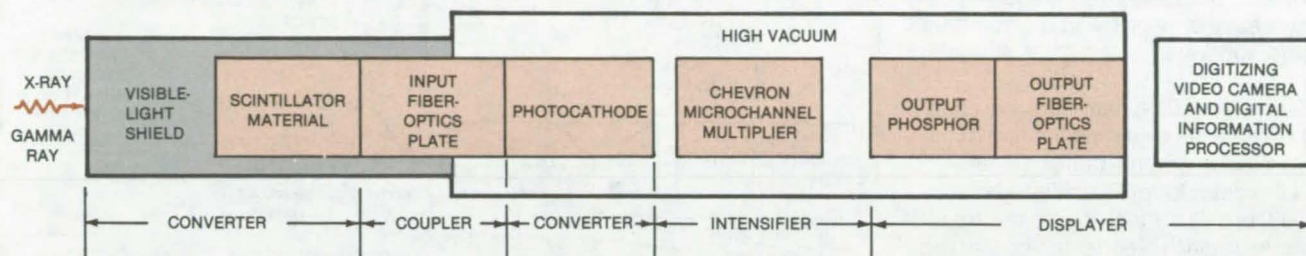 HIGH VACUUM
X-RAY
GAMMA
RAY
VISIBLE-
LIGHT
SHIELD
SCINTILLATOR
MATERIAL
INPUT
FIBER-
OPTICS
PLATE
PHOTOCATHODE
CHEVRON
MICROCHANNEL
MULTIPLIER
OUTPUT
PHOSPHOR
OUTPUT
FIBER-
OPTICS
PLATE
DIGITIZING
VIDEO CAMERA
AND DIGITAL
INFORMATION
PROCESSOR
CONVERTER
COUPLER
CONVERTER
INTENSIFIER
DISPLAYER